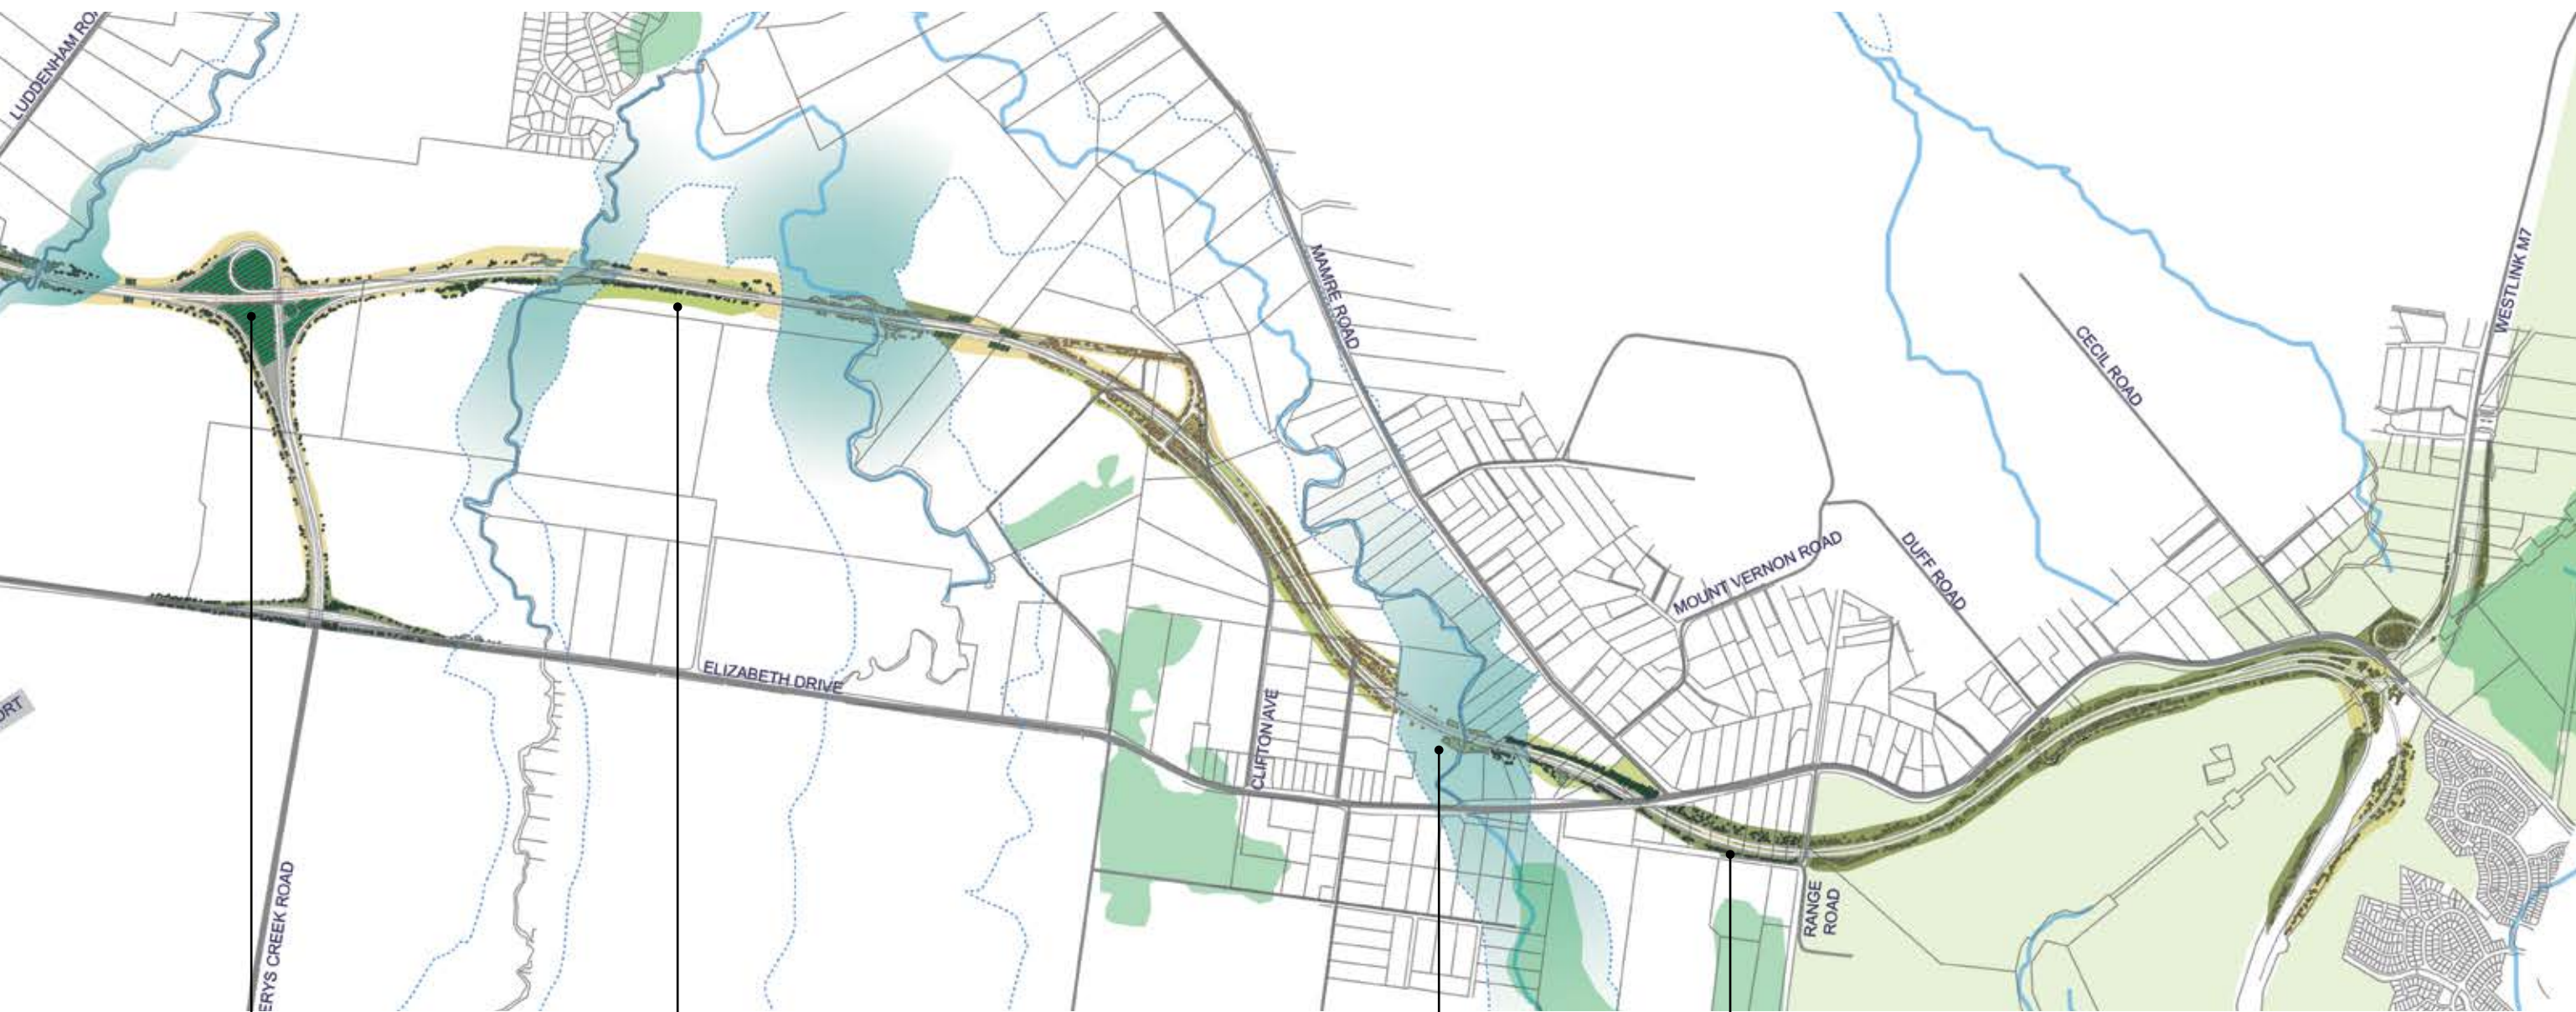 LUDDENHAM RO
WESTLINK M7
MAMRE ROAD
CECIL ROAD
MOUNT VERNON ROAD
DUFF ROAD
ELIZABETH DRIVE
CLIFTON AVE
ORT
ERYS CREEK ROAD
RANGE
ROAD